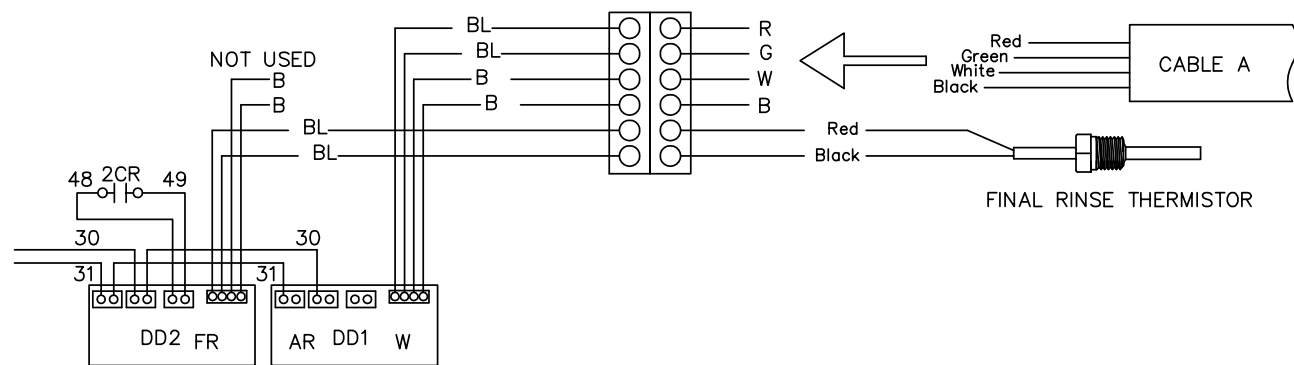 BL
R
Red
Green
White
Black
CABLE A
BL
G
NOT USED
B
B
W
B
B
B
BL
Red
BL
Black
FINAL RINSE THERMISTOR
48
2CR
49
30
30
31
31
DD2
FR
AR
DD1
W